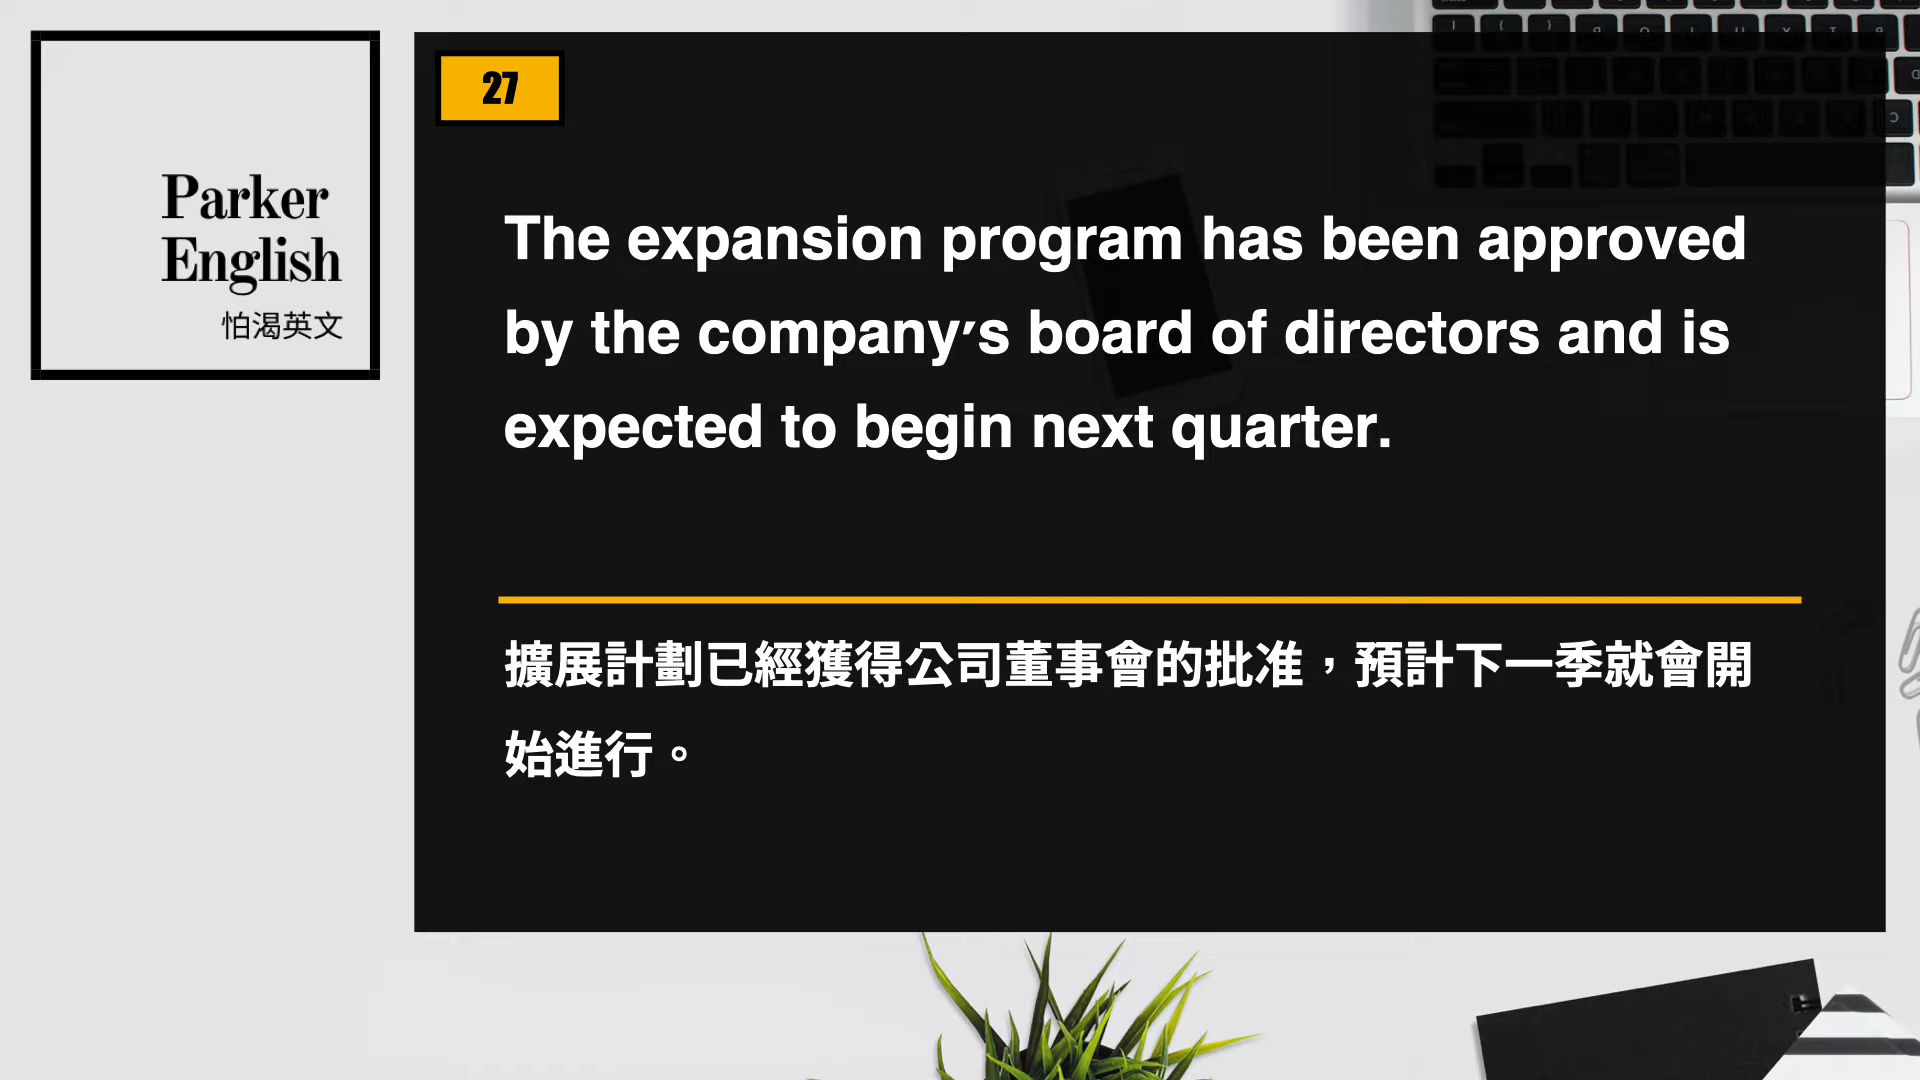 Parker
English
怕渴英文
27
The expansion program has been approved
by the company's board of directors and is
expected to begin next quarter.
擴展計劃已經獲得公司董事會的批准，預計下一季就會開
始進行。